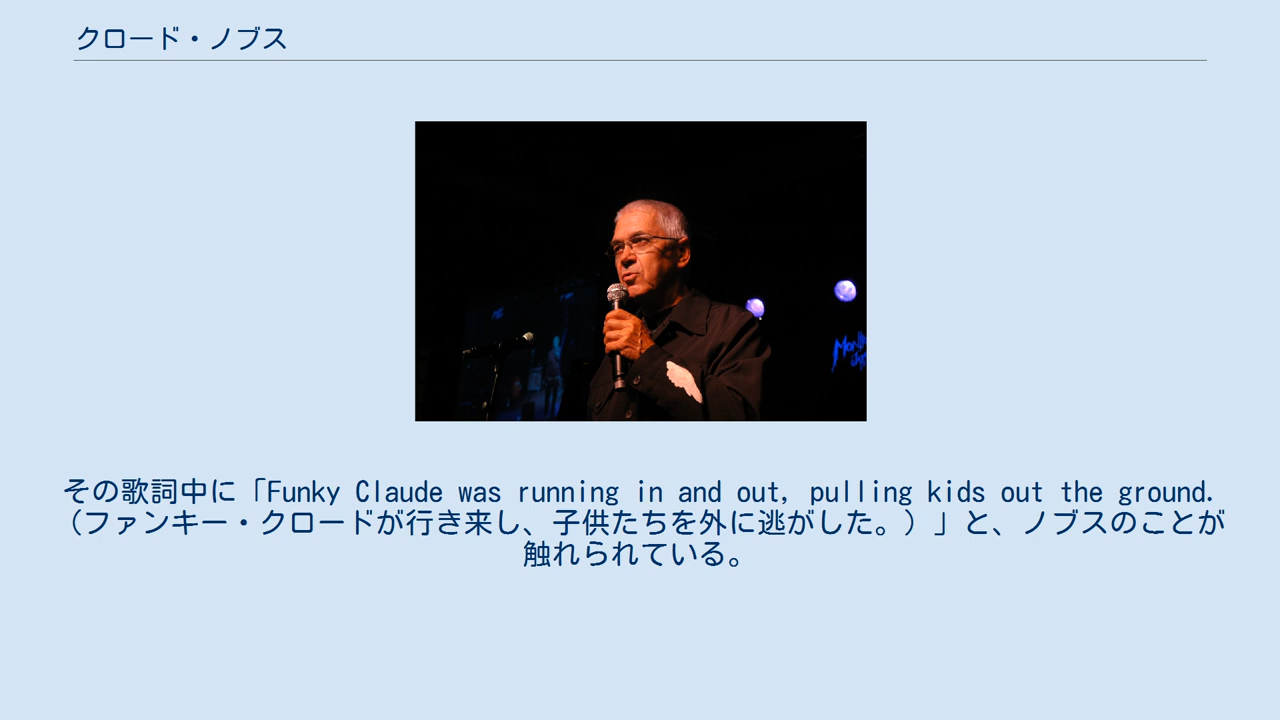 クロード・ノブス
その歌詞中に「Funky Claude was running in and out, pulling kids out the ground.
（ファンキー・クロードが行き来し、子供たちを外に逃がした。）」と、ノブスのことが
触れられている。